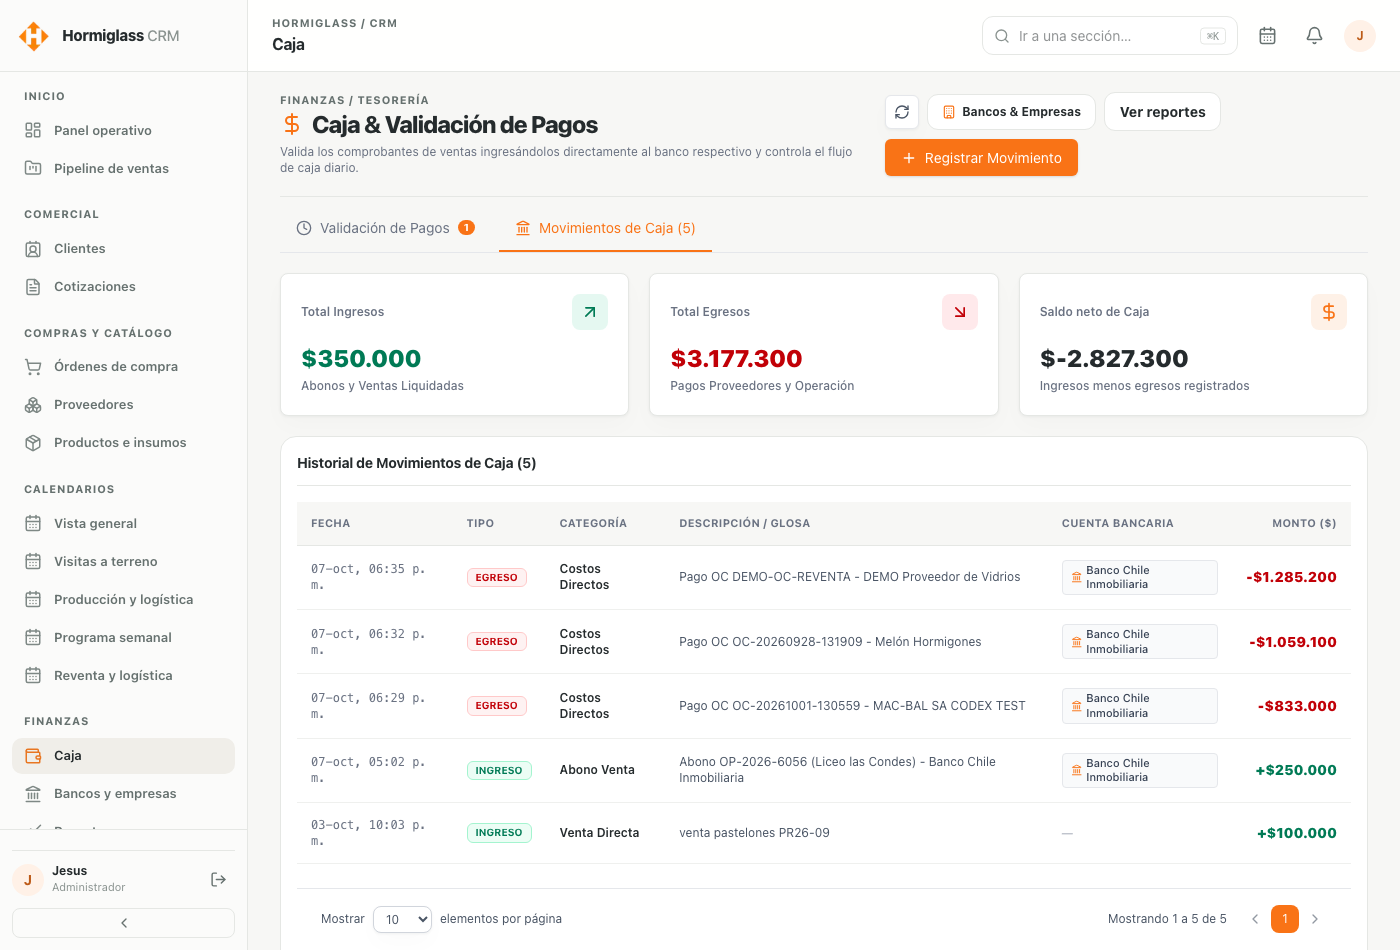 Hormiglass CRM
INICIO
Panel operativo
Pipeline de ventas
COMERCIAL
Clientes
Cotizaciones
COMPRAS Y CATÁLOGO
Órdenes de compra
Proveedores
Productos e insumos
CALENDARIOS
Vista general
Visitas a terreno
Producción y logística
Programa semanal
Reventa y logística
FINANZAS
Caja
Bancos y empresas
J
Jesus
Administrador
HORMIGLASS / CRM
Caja
Ir a una sección...
⌘K
J
FINANZAS / TESORERÍA
Caja & Validación de Pagos
Valida los comprobantes de ventas ingresándolos directamente al banco respectivo y controla el flujo
de caja diario.
Bancos & Empresas
Ver reportes
Registrar Movimiento
Validación de Pagos 1
Movimientos de Caja (5)
Total Ingresos
$350.000
Abonos y Ventas Liquidadas
Total Egresos
$3.177.300
Pagos Proveedores y Operación
Saldo neto de Caja
$-2.827.300
Ingresos menos egresos registrados
Historial de Movimientos de Caja (5)
FECHA TIPO CATEGORÍA DESCRIPCIÓN / GLOSA CUENTA BANCARIA MONTO ($)
07-oct, 06:35 p.
m.
EGRESO
Costos
Directos
Pago OC DEMO-OC-REVENTA - DEMO Proveedor de Vidrios
Banco Chile
Inmobiliaria
-$1.285.200
07-oct, 06:32 p.
m.
EGRESO
Costos
Directos
Pago OC OC-20260928-131909 - Melón Hormigones
Banco Chile
Inmobiliaria
-$1.059.100
07-oct, 06:29 p.
m.
EGRESO
Costos
Directos
Pago OC OC-20261001-130559 - MAC-BAL SA CODEX TEST
Banco Chile
Inmobiliaria
-$833.000
07-oct, 05:02 p.
m.
INGRESO
Abono Venta
Abono OP-2026-6056 (Liceo las Condes) - Banco Chile
Inmobiliaria
Banco Chile
Inmobiliaria
+$250.000
03-oct, 10:03 p.
m.
INGRESO
Venta Directa
venta pastelones PR26-09
—
+$100.000
Mostrar 10 elementos por página
Mostrando 1 a 5 de 5
1